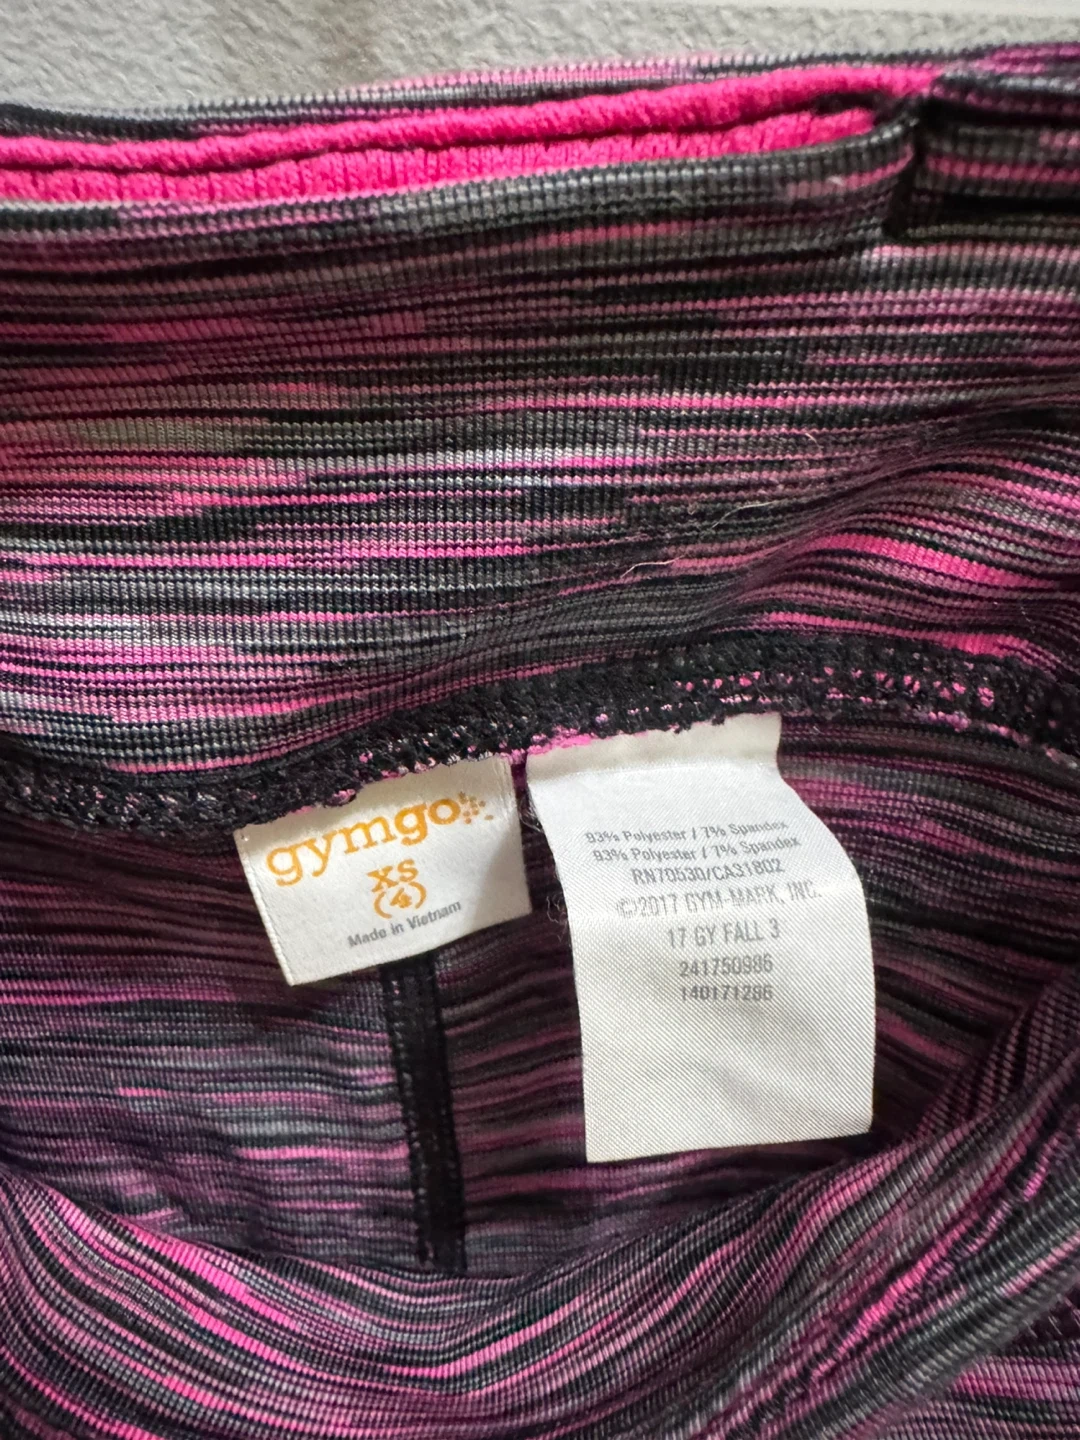 gymgo
XS
(4)
Made in Vietnam
93% Polyester / 7% Spandex
93% Polyester / 7% Spandex
RN70530/CA31802
©2017 GYM-MARK, INC.
17 GY FALL 3
241750986
140171286